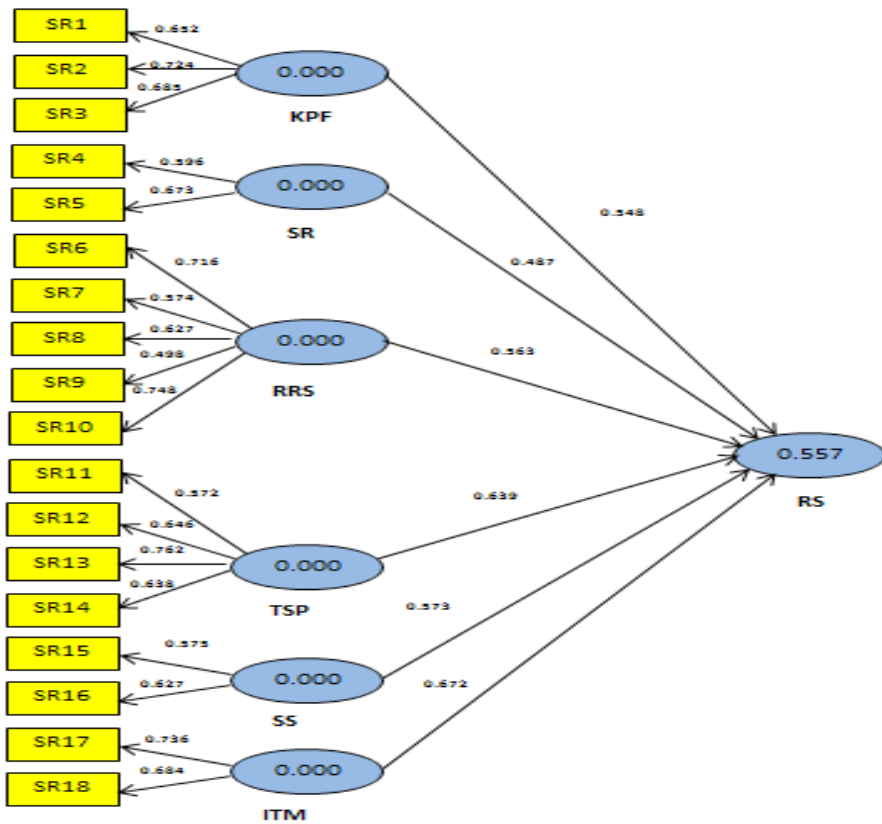 SR1
0.652
SR2
0.724
0.000
0.685
SR3
KPF
SR4
0.596
0.000
SR5
0.673
SR
0.548
0.487
SR6
0.716
SR7
0.574
SR8
0.627
0.000
0.563
0.498
SR9
RRS
0.748
SR10
0.557
RS
SR11
0.572
SR12
0.646
0.639
SR13
0.762
0.000
0.638
SR14
TSP
0.573
SR15
0.575
0.672
SR16
0.627
0.000
SS
SR17
0.736
0.000
SR18
0.684
ITM